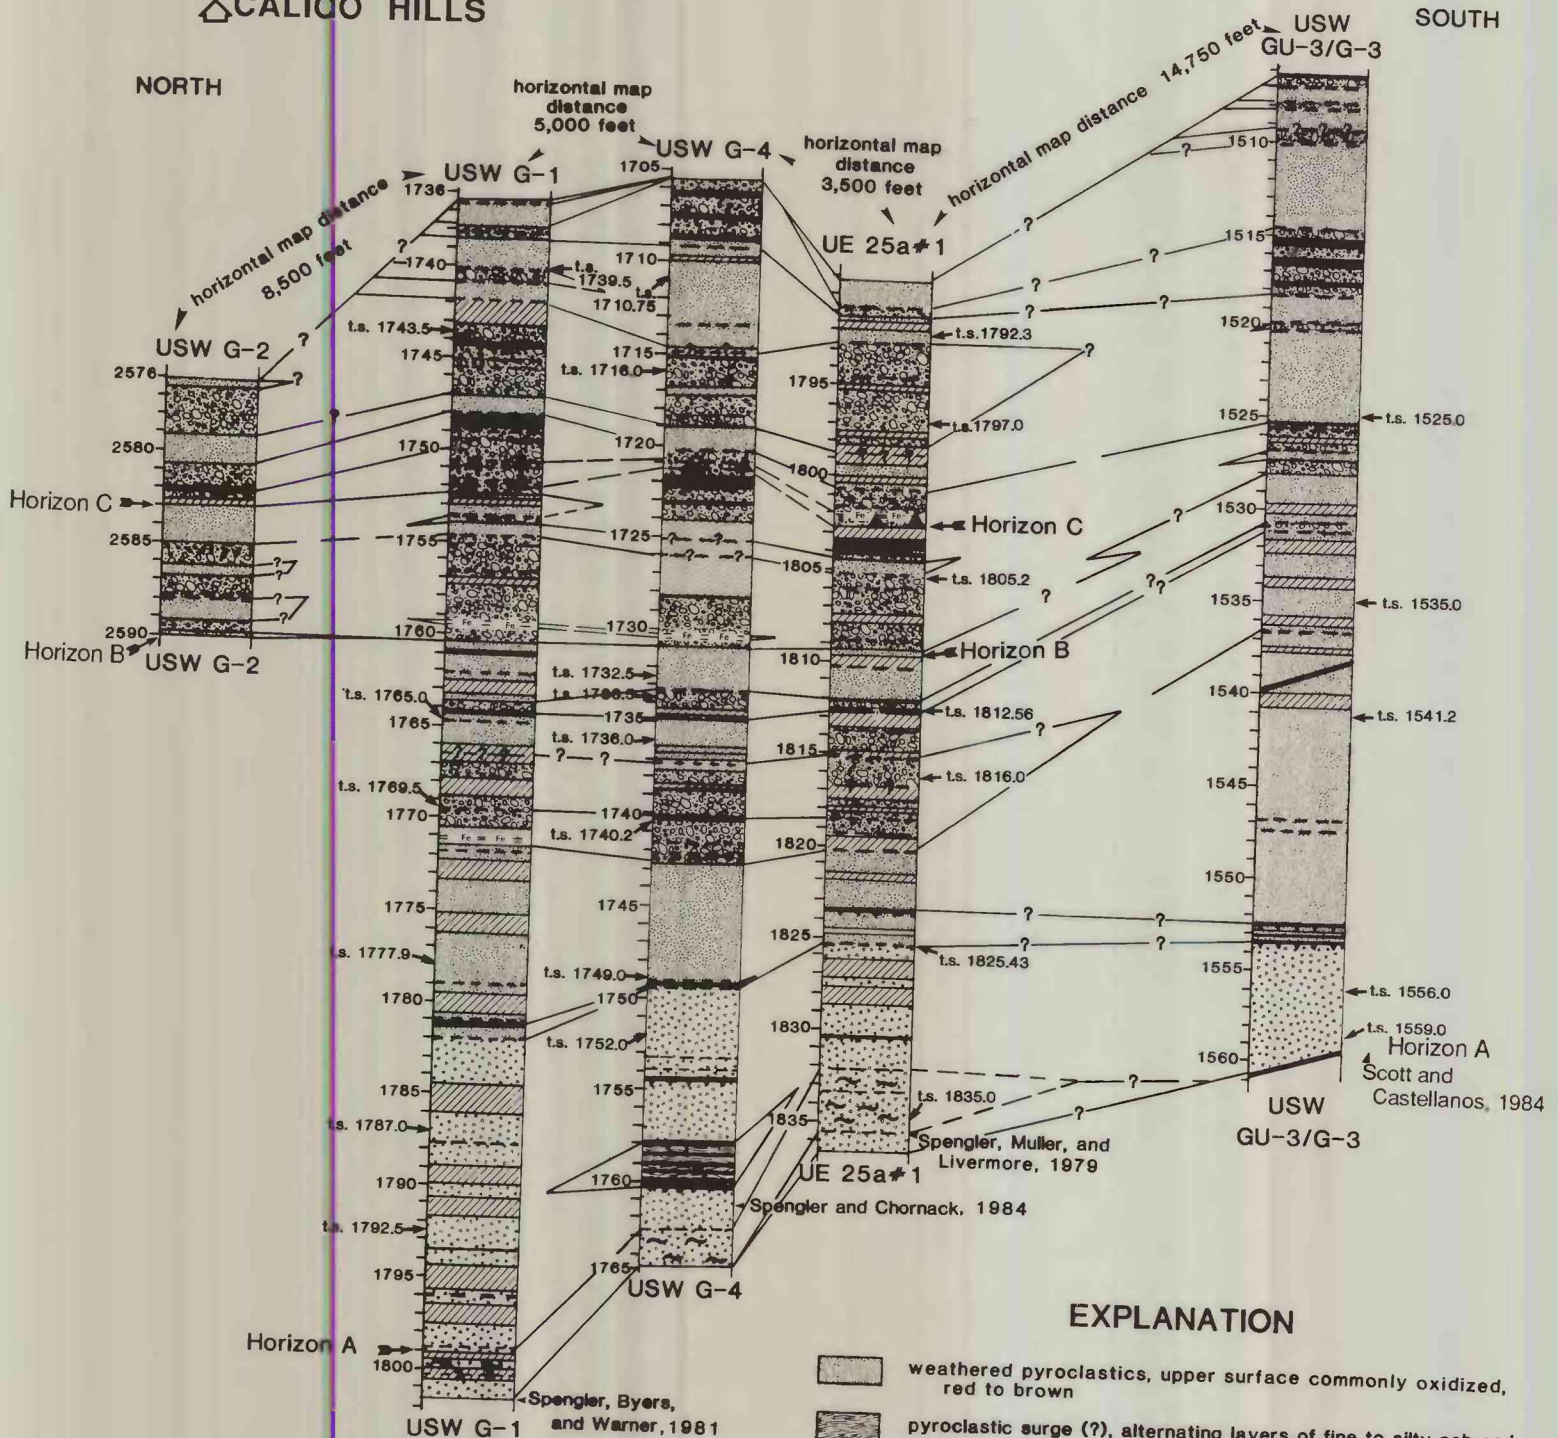 CALICO HILLS
NORTH
SOUTH
horizontal map
distance
5,000 feet
horizontal map
distance
3,500 feet
horizontal map distance 14,750 feet
horizontal map distance
8,500 feet
USW
GU-3/G-3
USW G-1
USW G-4
UE 25a#1
USW G-2
2576
2580
2585
2590
Horizon C
Horizon B
USW G-2
1736
1740
t.s.
1739.5
t.s. 1743.5
1745
1750
1755
1760
t.s. 1765.0
1765
t.s. 1769.5
1770
Fe = Fe =
1775
t.s. 1777.9
1780
1785
t.s. 1787.0
1790
t.s. 1792.5
1795
Horizon A
1800
Spengler, Byers,
and Warner, 1981
USW G-1
1705
1710
t.s.
1710.75
1715
t.s. 1716.0
1720
1725
1730
t.s. 1732.5
1735
t.s. 1736.0
1740
t.s. 1740.2
1745
t.s. 1749.0
1750
t.s. 1752.0
1755
1760
Spengler and Chornack, 1984
1765
USW G-4
t.s. 1792.3
1795
t.s. 1797.0
1800
Horizon C
1805
t.s. 1805.2
Horizon B
1810
t.s. 1812.56
1815
t.s. 1816.0
1820
1825
t.s. 1825.43
1830
t.s. 1835.0
1835
Spengler, Muller, and
Livermore, 1979
UE 25a#1
1510
1515
1520
1525
t.s. 1525.0
1530
1535
t.s. 1535.0
1540
t.s. 1541.2
1545
1550
1555
t.s. 1556.0
t.s. 1559.0
Horizon A
1560
Scott and
Castellanos, 1984
USW
GU-3/G-3
EXPLANATION
weathered pyroclastics, upper surface commonly oxidized,
red to brown
pyroclastic surge (?), alternating layers of fine to silty ash and